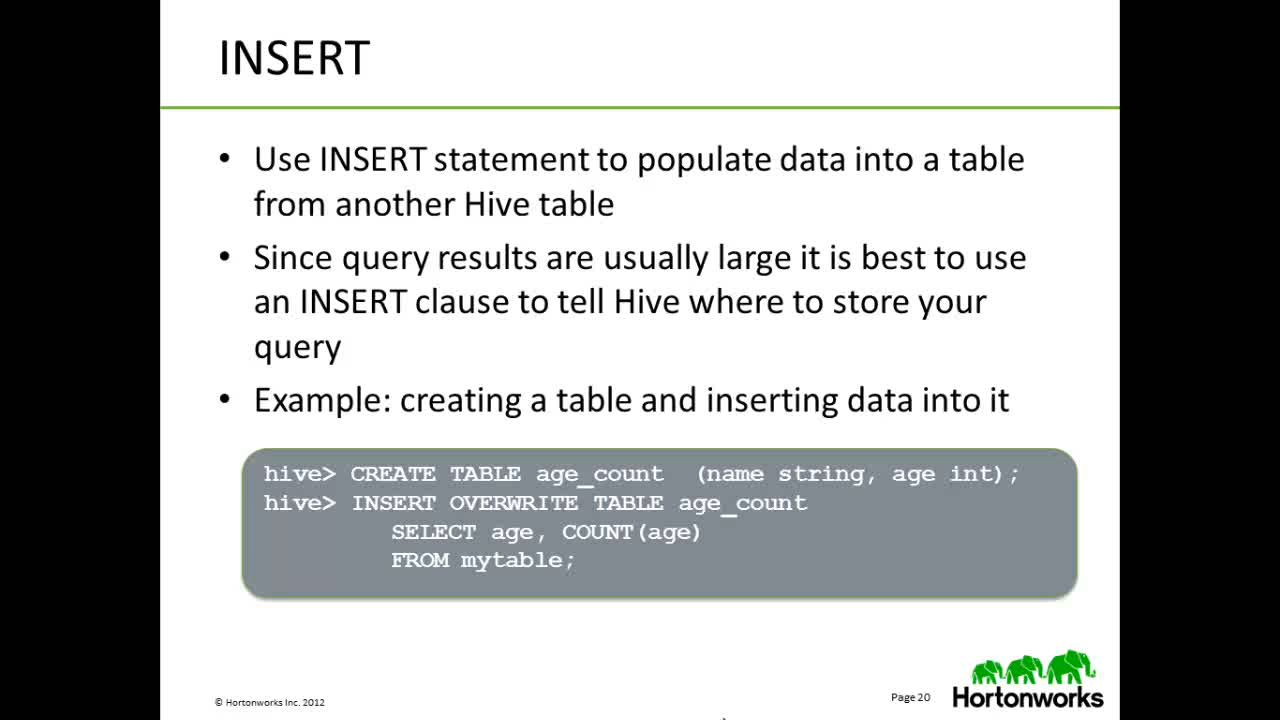 INSERT
• Use INSERT statement to populate data into a table
from another Hive table
• Since query results are usually large it is best to use
an INSERT clause to tell Hive where to store your
query
• Example: creating a table and inserting data into it
hive> CREATE TABLE age_count  (name string, age int);
hive> INSERT OVERWRITE TABLE age_count
SELECT age, COUNT(age)
FROM mytable;
© Hortonworks Inc. 2012
Page 20
Hortonworks